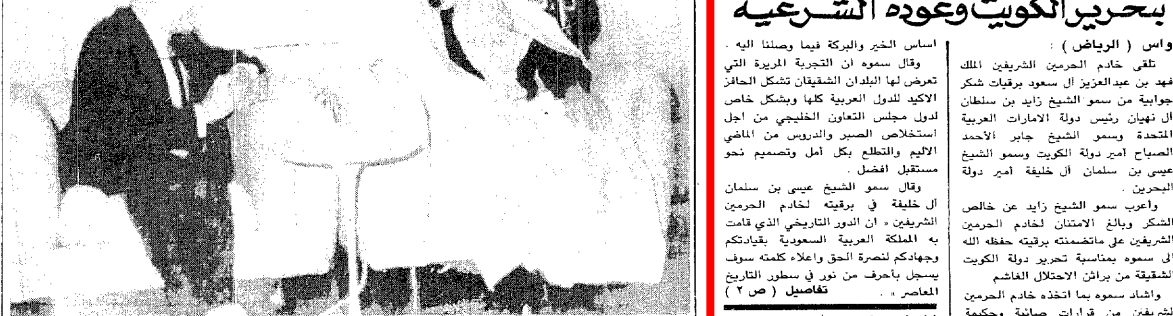 بتحرير الكويت وعودة الشرعية
واس ( الرياض ) :
تلقى خادم الحرمين الشريفين الملك
فهد بن عبدالعزيز آل سعود برقيات شكر
جوابية من سمو الشيخ زايد بن سلطان
آل نهيان رئيس دولة الامارات العربية
المتحدة وسمو الشيخ جابر الأحمد
الصباح أمير دولة الكويت وسمو الشيخ
عيسى بن سلمان آل خليفة أمير دولة
البحرين .
وأعرب سمو الشيخ زايد عن خالص
الشكر وبالغ الامتنان لخادم الحرمين
الشريفين على ماتضمنته برقيته حفظه الله
الى سموه بمناسبة تحرير دولة الكويت
الشقيقة من براثن الاحتلال الغاشم
واشاد سموه بما اتخذه خادم الحرمين
الشريفين من قرارات صائبة وحكيمة
اساس الخير والبركة فيما وصلنا اليه .
وقال سموه ان التجربة المريرة التي
تعرض لها البلدان الشقيقان تشكل الحافز
الاكيد للدول العربية كلها وبشكل خاص
لدول مجلس التعاون الخليجي من اجل
استخلاص الصبر والدروس من الماضي
الاليم والتطلع بكل أمل وتصميم نحو
مستقبل افضل .
وقال سمو الشيخ عيسى بن سلمان
آل خليفة في برقيته لخادم الحرمين
الشريفين « ان الدور التاريخي الذي قامت
به المملكة العربية السعودية بقيادتكم
وجهادكم لنصرة الحق واعلاء كلمته سوف
يسجل بأحرف من نور في سطور التاريخ
المعاصر » . تفاصيل ( ص ٢ )